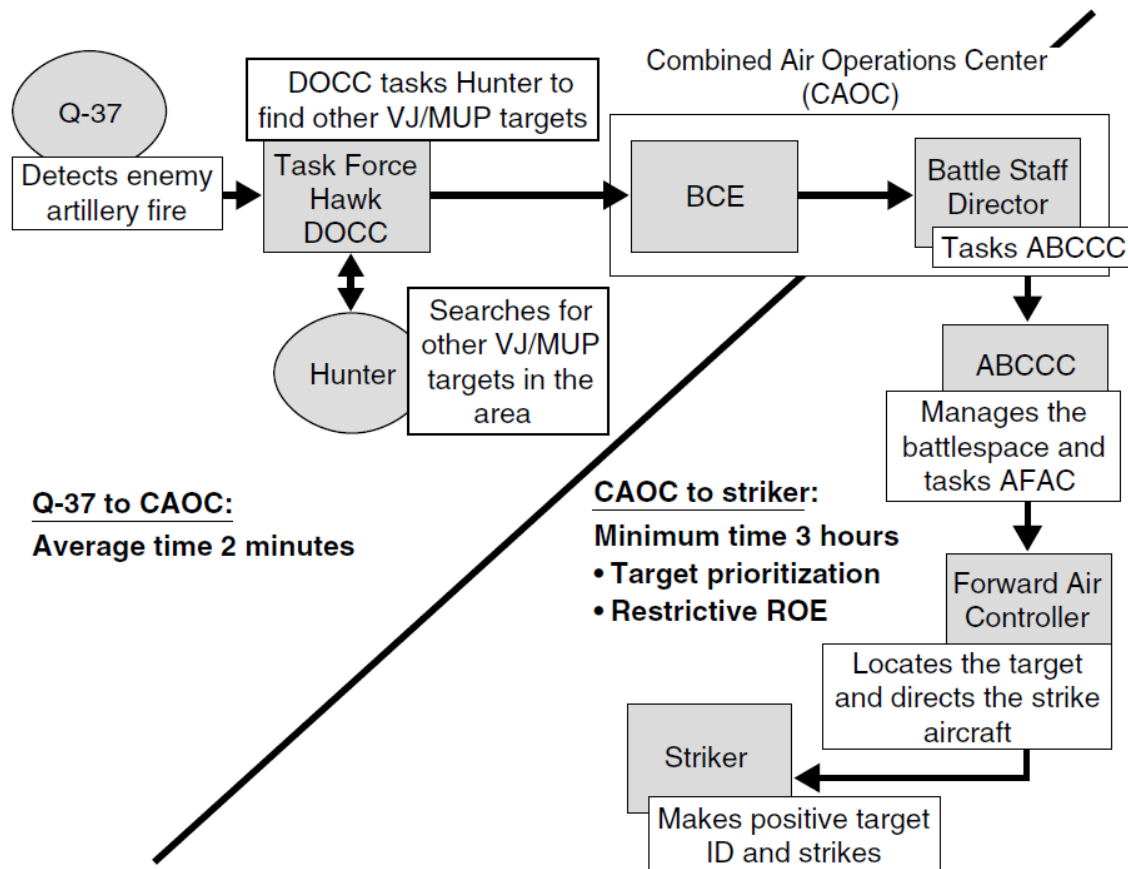 Q-37
Detects enemy
artillery fire
DOCC tasks Hunter to
find other VJ/MUP targets
Task Force
Hawk
DOCC
Hunter
Searches for
other VJ/MUP
targets in the
area
Combined Air Operations Center
(CAOC)
BCE
Battle Staff
Director
Tasks ABCCC
ABCCC
Manages the
battlespace and
tasks AFAC
Forward Air
Controller
Locates the target
and directs the strike
aircraft
Striker
Makes positive target
ID and strikes
Q-37 to CAOC:
Average time 2 minutes
CAOC to striker:
Minimum time 3 hours
• Target prioritization
• Restrictive ROE